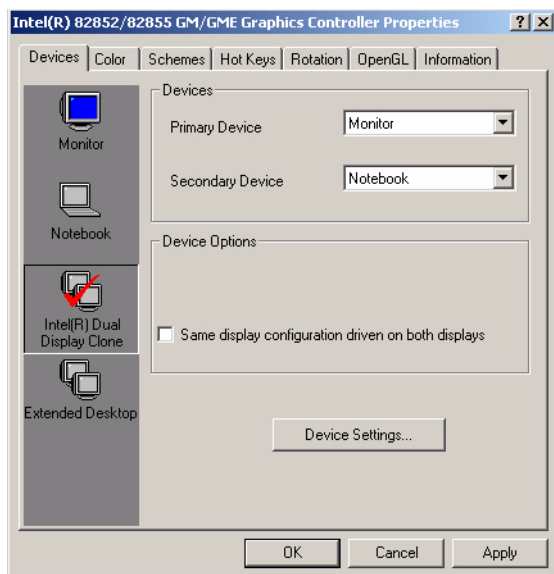 Intel(R) 82852/82855 GM/GME Graphics Controller Properties
Devices Color Schemes Hot Keys Rotation OpenGL Information
Monitor
Notebook
Intel(R) Dual
Display Clone
Extended Desktop
Devices
Primary Device Monitor
Secondary Device Notebook
Device Options
Same display configuration driven on both displays
Device Settings...
OK Cancel Apply